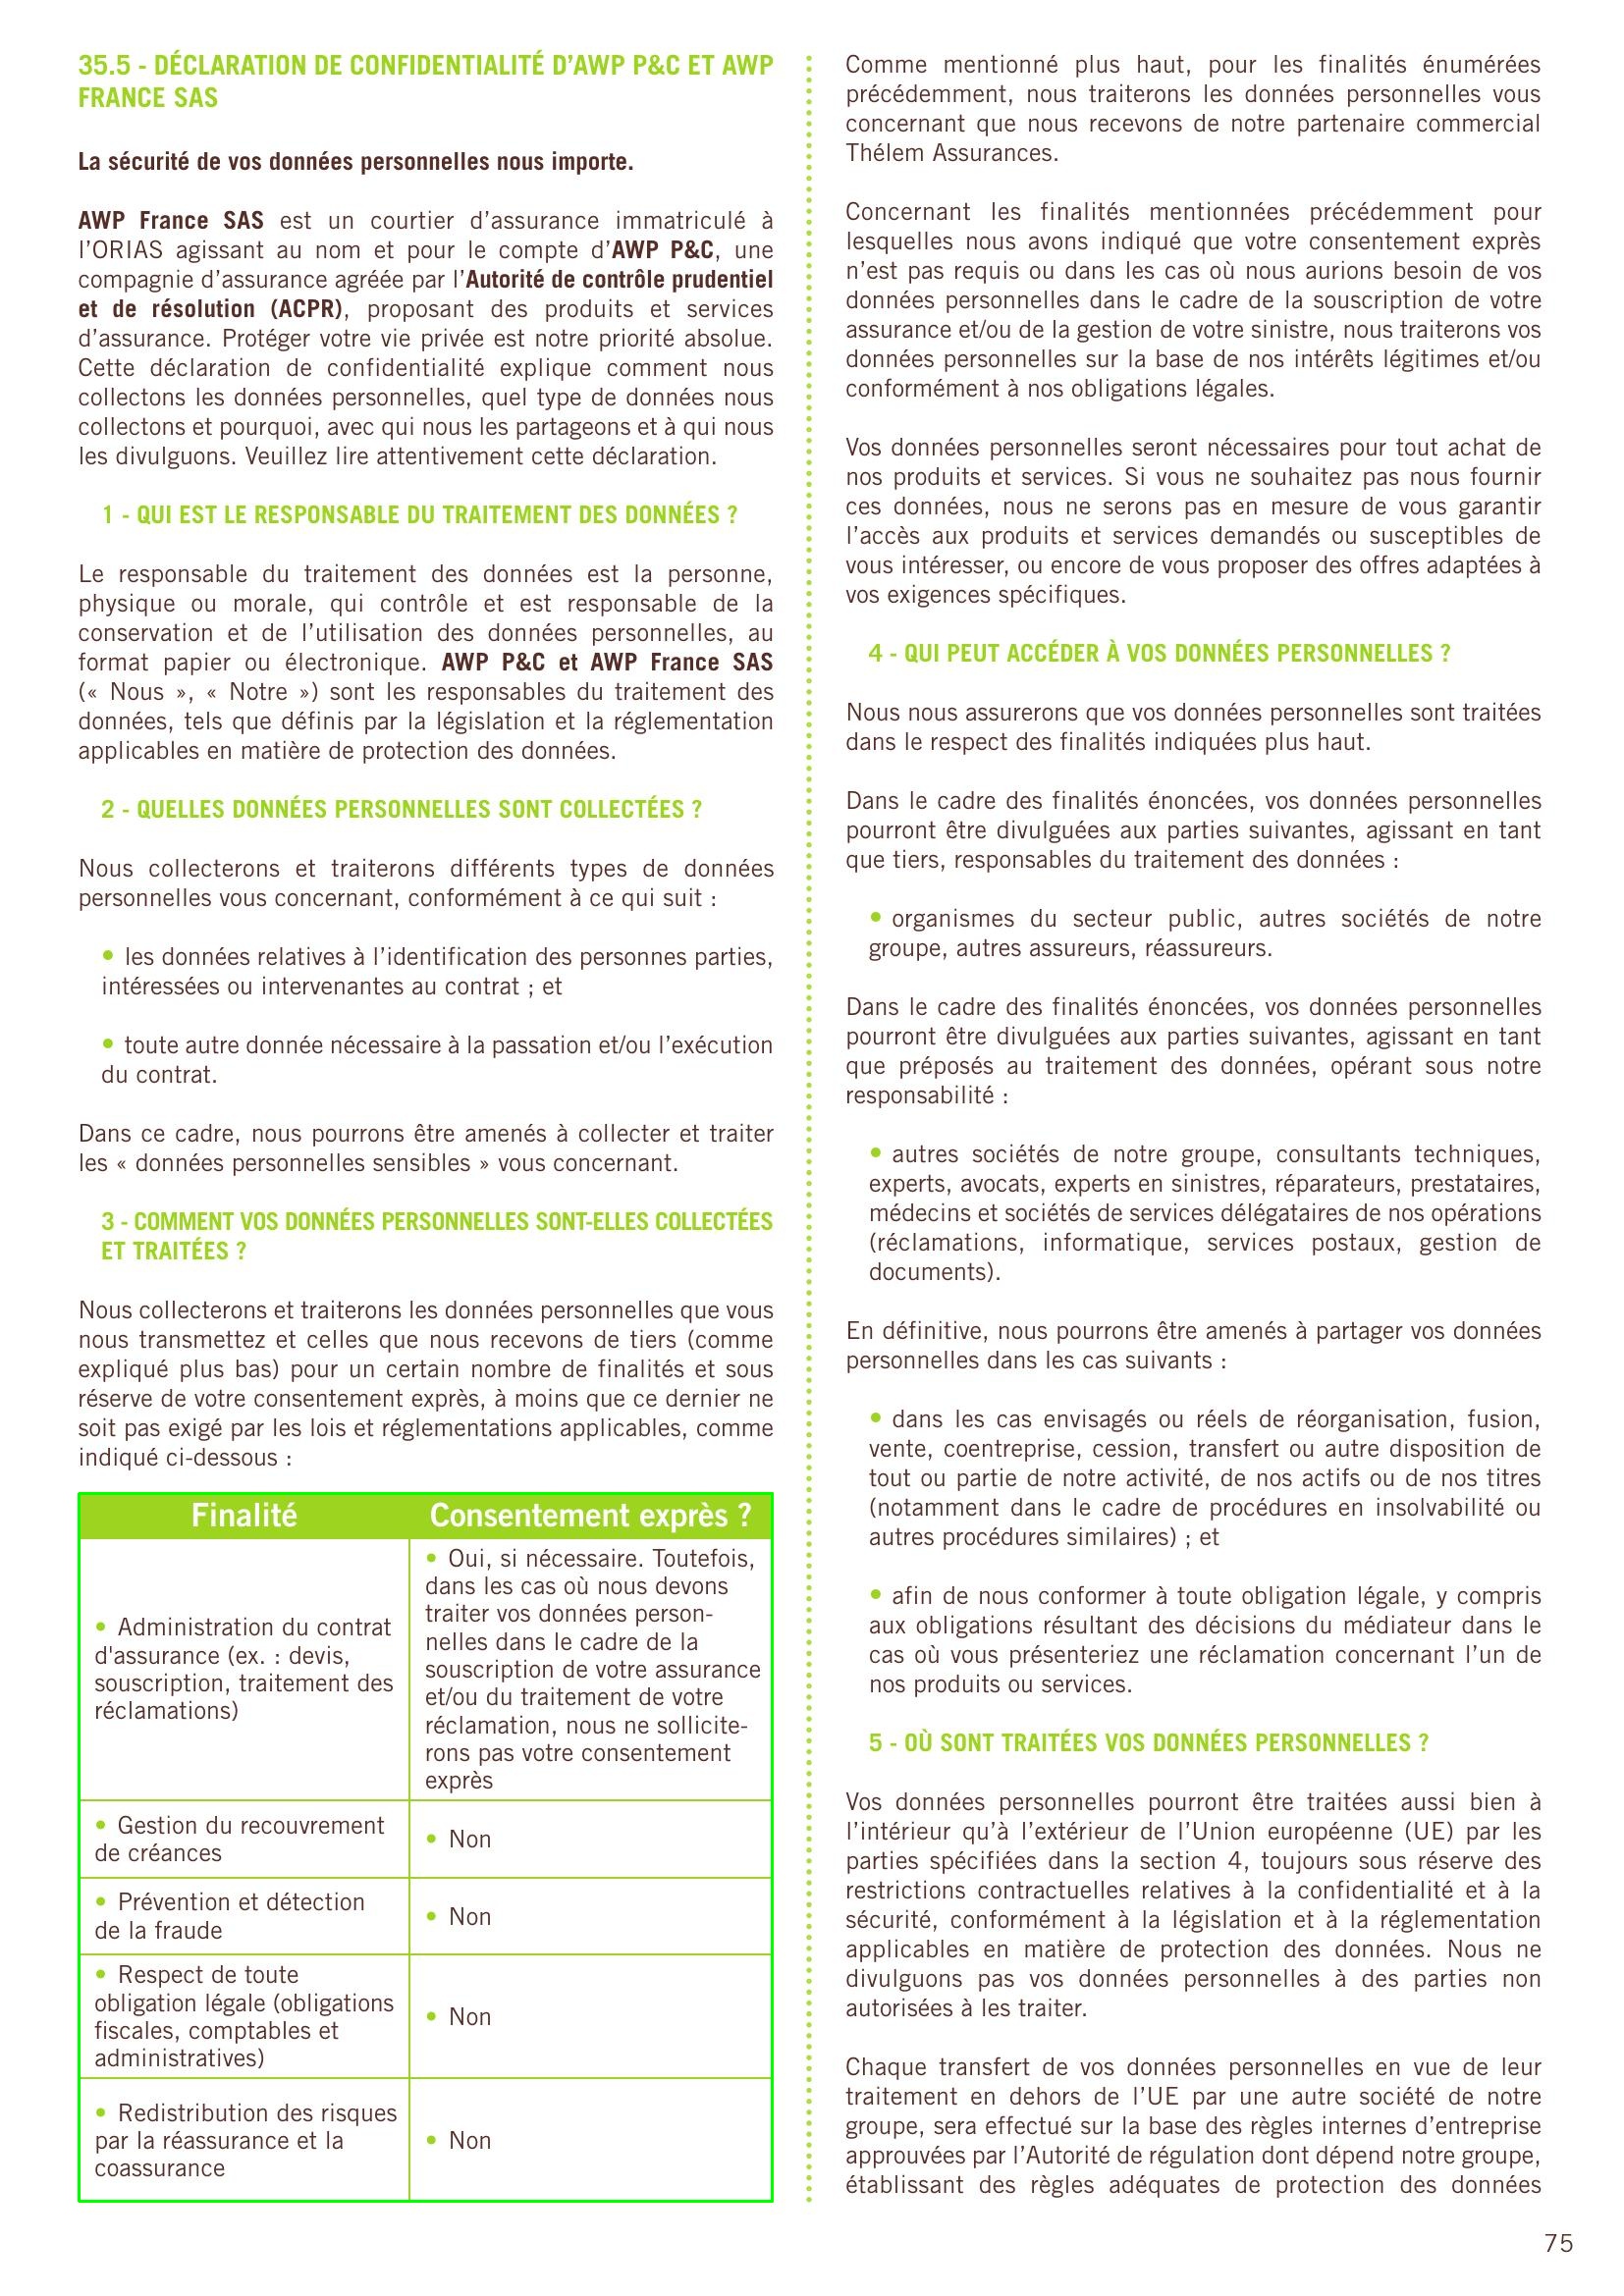 35.5 - DÉCLARATION DE CONFIDENTIALITÉ D’AWP P&C ET AWP
FRANCE SAS
La sécurité de vos données personnelles nous importe.
AWP France SAS est un courtier d’assurance immatriculé à
l’ORIAS agissant au nom et pour le compte d’AWP P&C, une
compagnie d’assurance agréée par l’Autorité de contrôle prudentiel
et de résolution (ACPR), proposant des produits et services
d’assurance. Protéger votre vie privée est notre priorité absolue.
Cette déclaration de confidentialité explique comment nous
collectons les données personnelles, quel type de données nous
collectons et pourquoi, avec qui nous les partageons et à qui nous
les divulguons. Veuillez lire attentivement cette déclaration.
1 - QUI EST LE RESPONSABLE DU TRAITEMENT DES DONNÉES ?
Le responsable du traitement des données est la personne,
physique ou morale, qui contrôle et est responsable de la
conservation et de l’utilisation des données personnelles, au
format papier ou électronique. AWP P&C et AWP France SAS
(« Nous », « Notre ») sont les responsables du traitement des
données, tels que définis par la législation et la réglementation
applicables en matière de protection des données.
2 - QUELLES DONNÉES PERSONNELLES SONT COLLECTÉES ?
Nous collecterons et traiterons différents types de données
personnelles vous concernant, conformément à ce qui suit :
• les données relatives à l’identification des personnes parties,
intéressées ou intervenantes au contrat ; et
• toute autre donnée nécessaire à la passation et/ou l’exécution
du contrat.
Dans ce cadre, nous pourrons être amenés à collecter et traiter
les « données personnelles sensibles » vous concernant.
3 - COMMENT VOS DONNÉES PERSONNELLES SONT-ELLES COLLECTÉES
ET TRAITÉES ?
Nous collecterons et traiterons les données personnelles que vous
nous transmettez et celles que nous recevons de tiers (comme
expliqué plus bas) pour un certain nombre de finalités et sous
réserve de votre consentement exprès, à moins que ce dernier ne
soit pas exigé par les lois et réglementations applicables, comme
indiqué ci-dessous :
Finalité
Consentement exprès ?
• Administration du contrat
d'assurance (ex. : devis,
souscription, traitement des
réclamations)
• Oui, si nécessaire. Toutefois,
dans les cas où nous devons
traiter vos données person-
nelles dans le cadre de la
souscription de votre assurance
et/ou du traitement de votre
réclamation, nous ne sollicite-
rons pas votre consentement
exprès
• Gestion du recouvrement
de créances
• Non
• Prévention et détection
de la fraude
• Non
• Respect de toute
obligation légale (obligations
fiscales, comptables et
administratives)
• Non
• Redistribution des risques
par la réassurance et la
coassurance
• Non
Comme mentionné plus haut, pour les finalités énumérées
précédemment, nous traiterons les données personnelles vous
concernant que nous recevons de notre partenaire commercial
Thélem Assurances.
Concernant les finalités mentionnées précédemment pour
lesquelles nous avons indiqué que votre consentement exprès
n’est pas requis ou dans les cas où nous aurions besoin de vos
données personnelles dans le cadre de la souscription de votre
assurance et/ou de la gestion de votre sinistre, nous traiterons vos
données personnelles sur la base de nos intérêts légitimes et/ou
conformément à nos obligations légales.
Vos données personnelles seront nécessaires pour tout achat de
nos produits et services. Si vous ne souhaitez pas nous fournir
ces données, nous ne serons pas en mesure de vous garantir
l’accès aux produits et services demandés ou susceptibles de
vous intéresser, ou encore de vous proposer des offres adaptées à
vos exigences spécifiques.
4 - QUI PEUT ACCÉDER À VOS DONNÉES PERSONNELLES ?
Nous nous assurerons que vos données personnelles sont traitées
dans le respect des finalités indiquées plus haut.
Dans le cadre des finalités énoncées, vos données personnelles
pourront être divulguées aux parties suivantes, agissant en tant
que tiers, responsables du traitement des données :
• organismes du secteur public, autres sociétés de notre
groupe, autres assureurs, réassureurs.
Dans le cadre des finalités énoncées, vos données personnelles
pourront être divulguées aux parties suivantes, agissant en tant
que préposés au traitement des données, opérant sous notre
responsabilité :
• autres sociétés de notre groupe, consultants techniques,
experts, avocats, experts en sinistres, réparateurs, prestataires,
médecins et sociétés de services délégataires de nos opérations
(réclamations, informatique, services postaux, gestion de
documents).
En définitive, nous pourrons être amenés à partager vos données
personnelles dans les cas suivants :
• dans les cas envisagés ou réels de réorganisation, fusion,
vente, coentreprise, cession, transfert ou autre disposition de
tout ou partie de notre activité, de nos actifs ou de nos titres
(notamment dans le cadre de procédures en insolvabilité ou
autres procédures similaires) ; et
• afin de nous conformer à toute obligation légale, y compris
aux obligations résultant des décisions du médiateur dans le
cas où vous présenteriez une réclamation concernant l’un de
nos produits ou services.
5 - OÙ SONT TRAITÉES VOS DONNÉES PERSONNELLES ?
Vos données personnelles pourront être traitées aussi bien à
l’intérieur qu’à l’extérieur de l’Union européenne (UE) par les
parties spécifiées dans la section 4, toujours sous réserve des
restrictions contractuelles relatives à la confidentialité et à la
sécurité, conformément à la législation et à la réglementation
applicables en matière de protection des données. Nous ne
divulguons pas vos données personnelles à des parties non
autorisées à les traiter.
Chaque transfert de vos données personnelles en vue de leur
traitement en dehors de l’UE par une autre société de notre
groupe, sera effectué sur la base des règles internes d’entreprise
approuvées par l’Autorité de régulation dont dépend notre groupe,
établissant des règles adéquates de protection des données
75